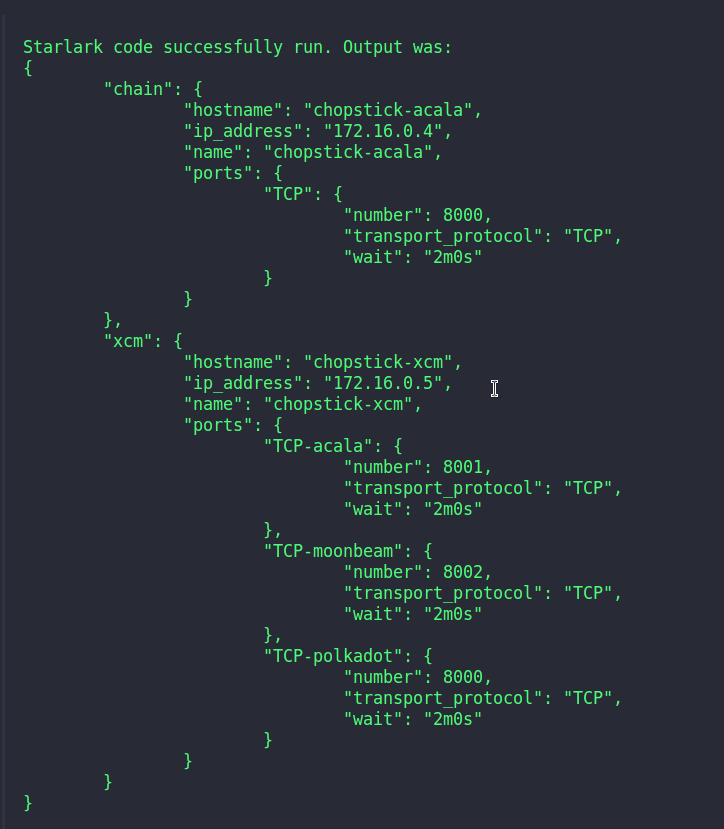 Starlark code successfully run. Output was:
{
        "chain": {
                "hostname": "chopstick-acala",
                "ip_address": "172.16.0.4",
                "name": "chopstick-acala",
                "ports": {
                        "TCP": {
                                "number": 8000,
                                "transport_protocol": "TCP",
                                "wait": "2m0s"
                        }
                }
        },
        "xcm": {
                "hostname": "chopstick-xcm",
                "ip_address": "172.16.0.5",
                "name": "chopstick-xcm",
                "ports": {
                        "TCP-acala": {
                                "number": 8001,
                                "transport_protocol": "TCP",
                                "wait": "2m0s"
                        },
                        "TCP-moonbeam": {
                                "number": 8002,
                                "transport_protocol": "TCP",
                                "wait": "2m0s"
                        },
                        "TCP-polkadot": {
                                "number": 8000,
                                "transport_protocol": "TCP",
                                "wait": "2m0s"
                        }
                }
        }
}